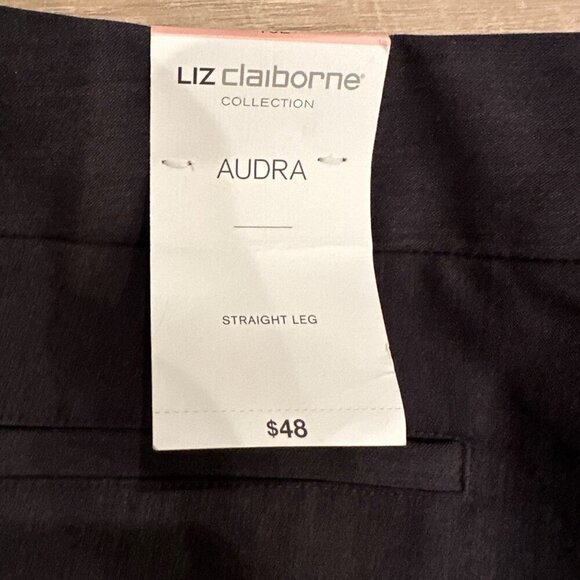 LIZ claiborne®
COLLECTION
AUDRA
STRAIGHT LEG
$48